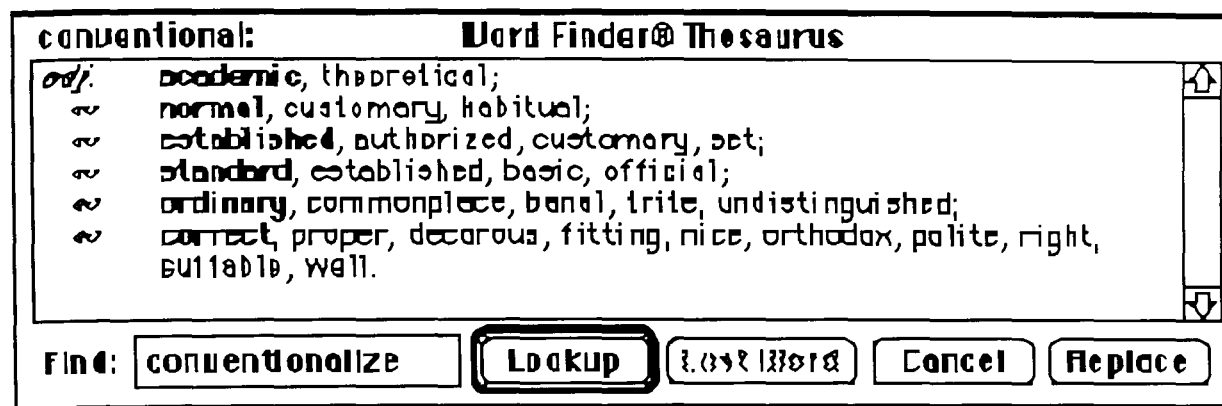 conventional: Word Finder® Thesaurus
adj. academic, theoretical;
~ normal, customary, habitual;
~ established, authorized, customary, set;
~ standard, established, basic, official;
~ ordinary, commonplace, banal, trite, undistinguished;
~ correct, proper, decorous, fitting, nice, orthodox, polite, right,
suitable, well.
Find: conventionalize Lookup Last Word Cancel Replace